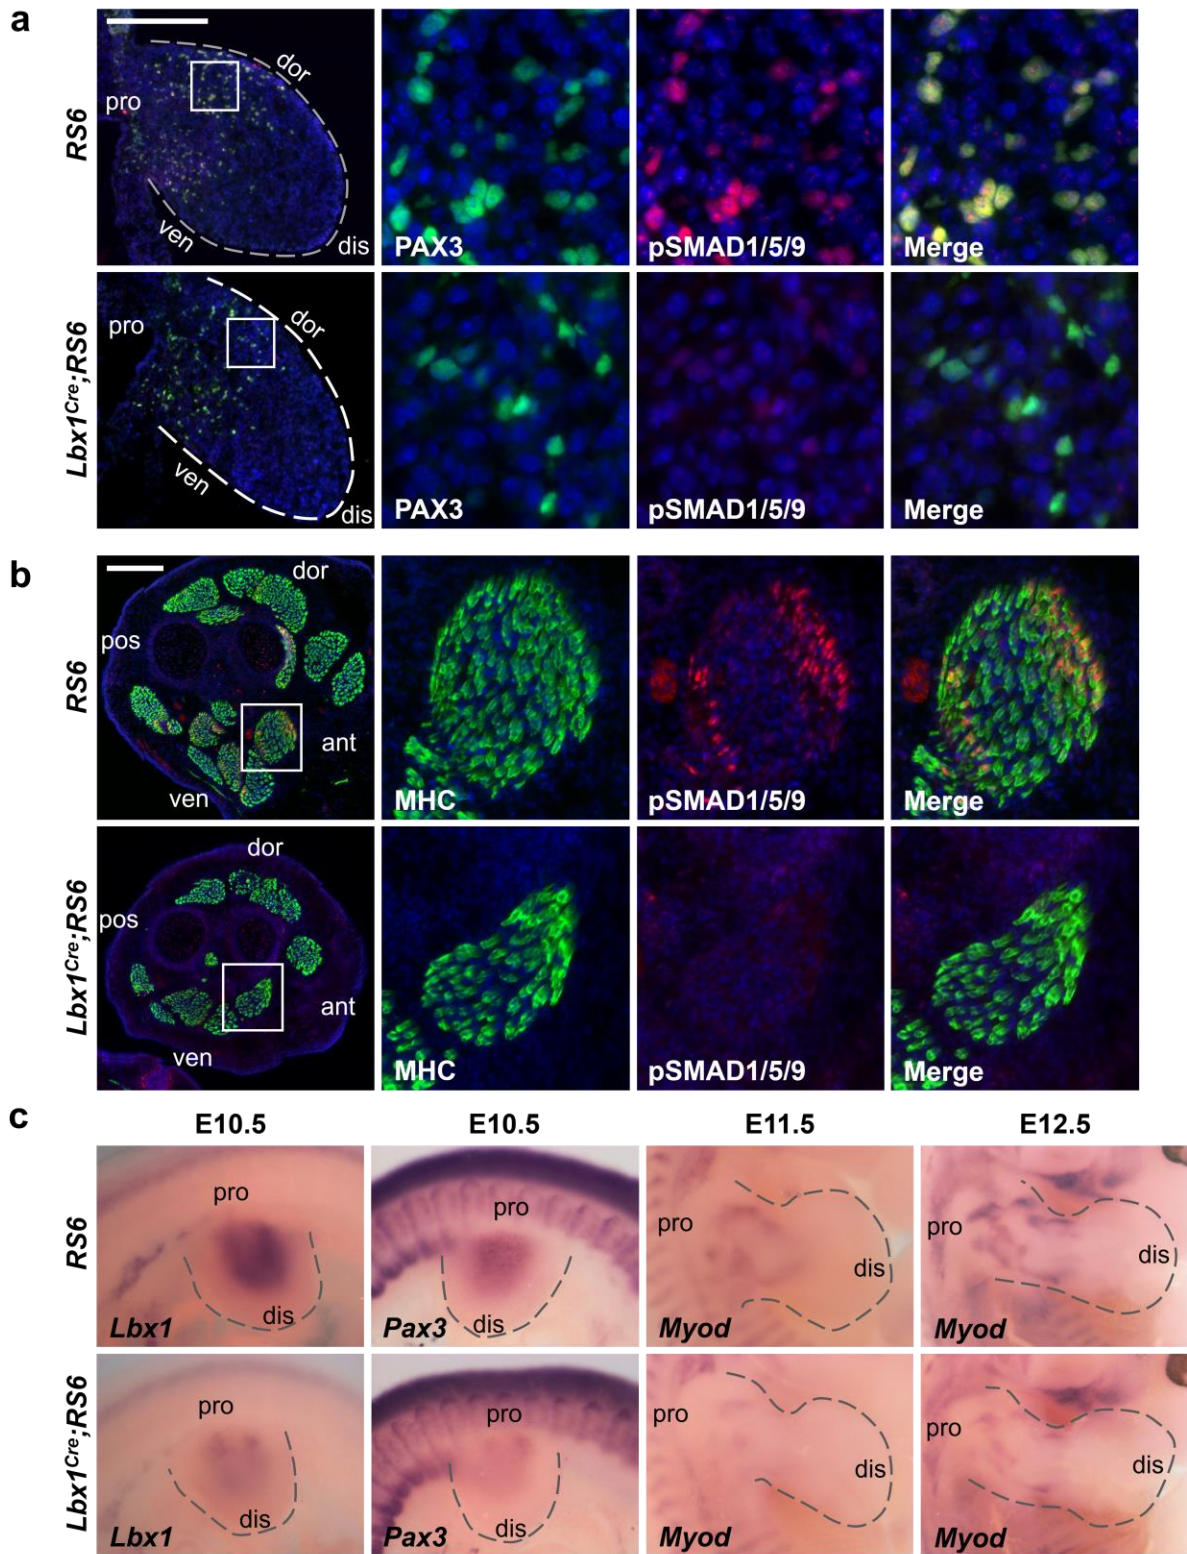 a
RS6
pro
dor
ven
dis
PAX3
pSMAD1/5/9
Merge
Lbx1Cre;RS6
pro
dor
ven
dis
PAX3
pSMAD1/5/9
Merge
b
RS6
dor
pos
ant
ven
MHC
pSMAD1/5/9
Merge
Lbx1Cre;RS6
dor
pos
ant
ven
MHC
pSMAD1/5/9
Merge
c
E10.5 E10.5 E11.5 E12.5
RS6
pro
dis
Lbx1
pro
dis
Pax3
pro
dis
Myod
pro
dis
Myod
Lbx1Cre;RS6
pro
dis
Lbx1
pro
dis
Pax3
pro
dis
Myod
pro
dis
Myod